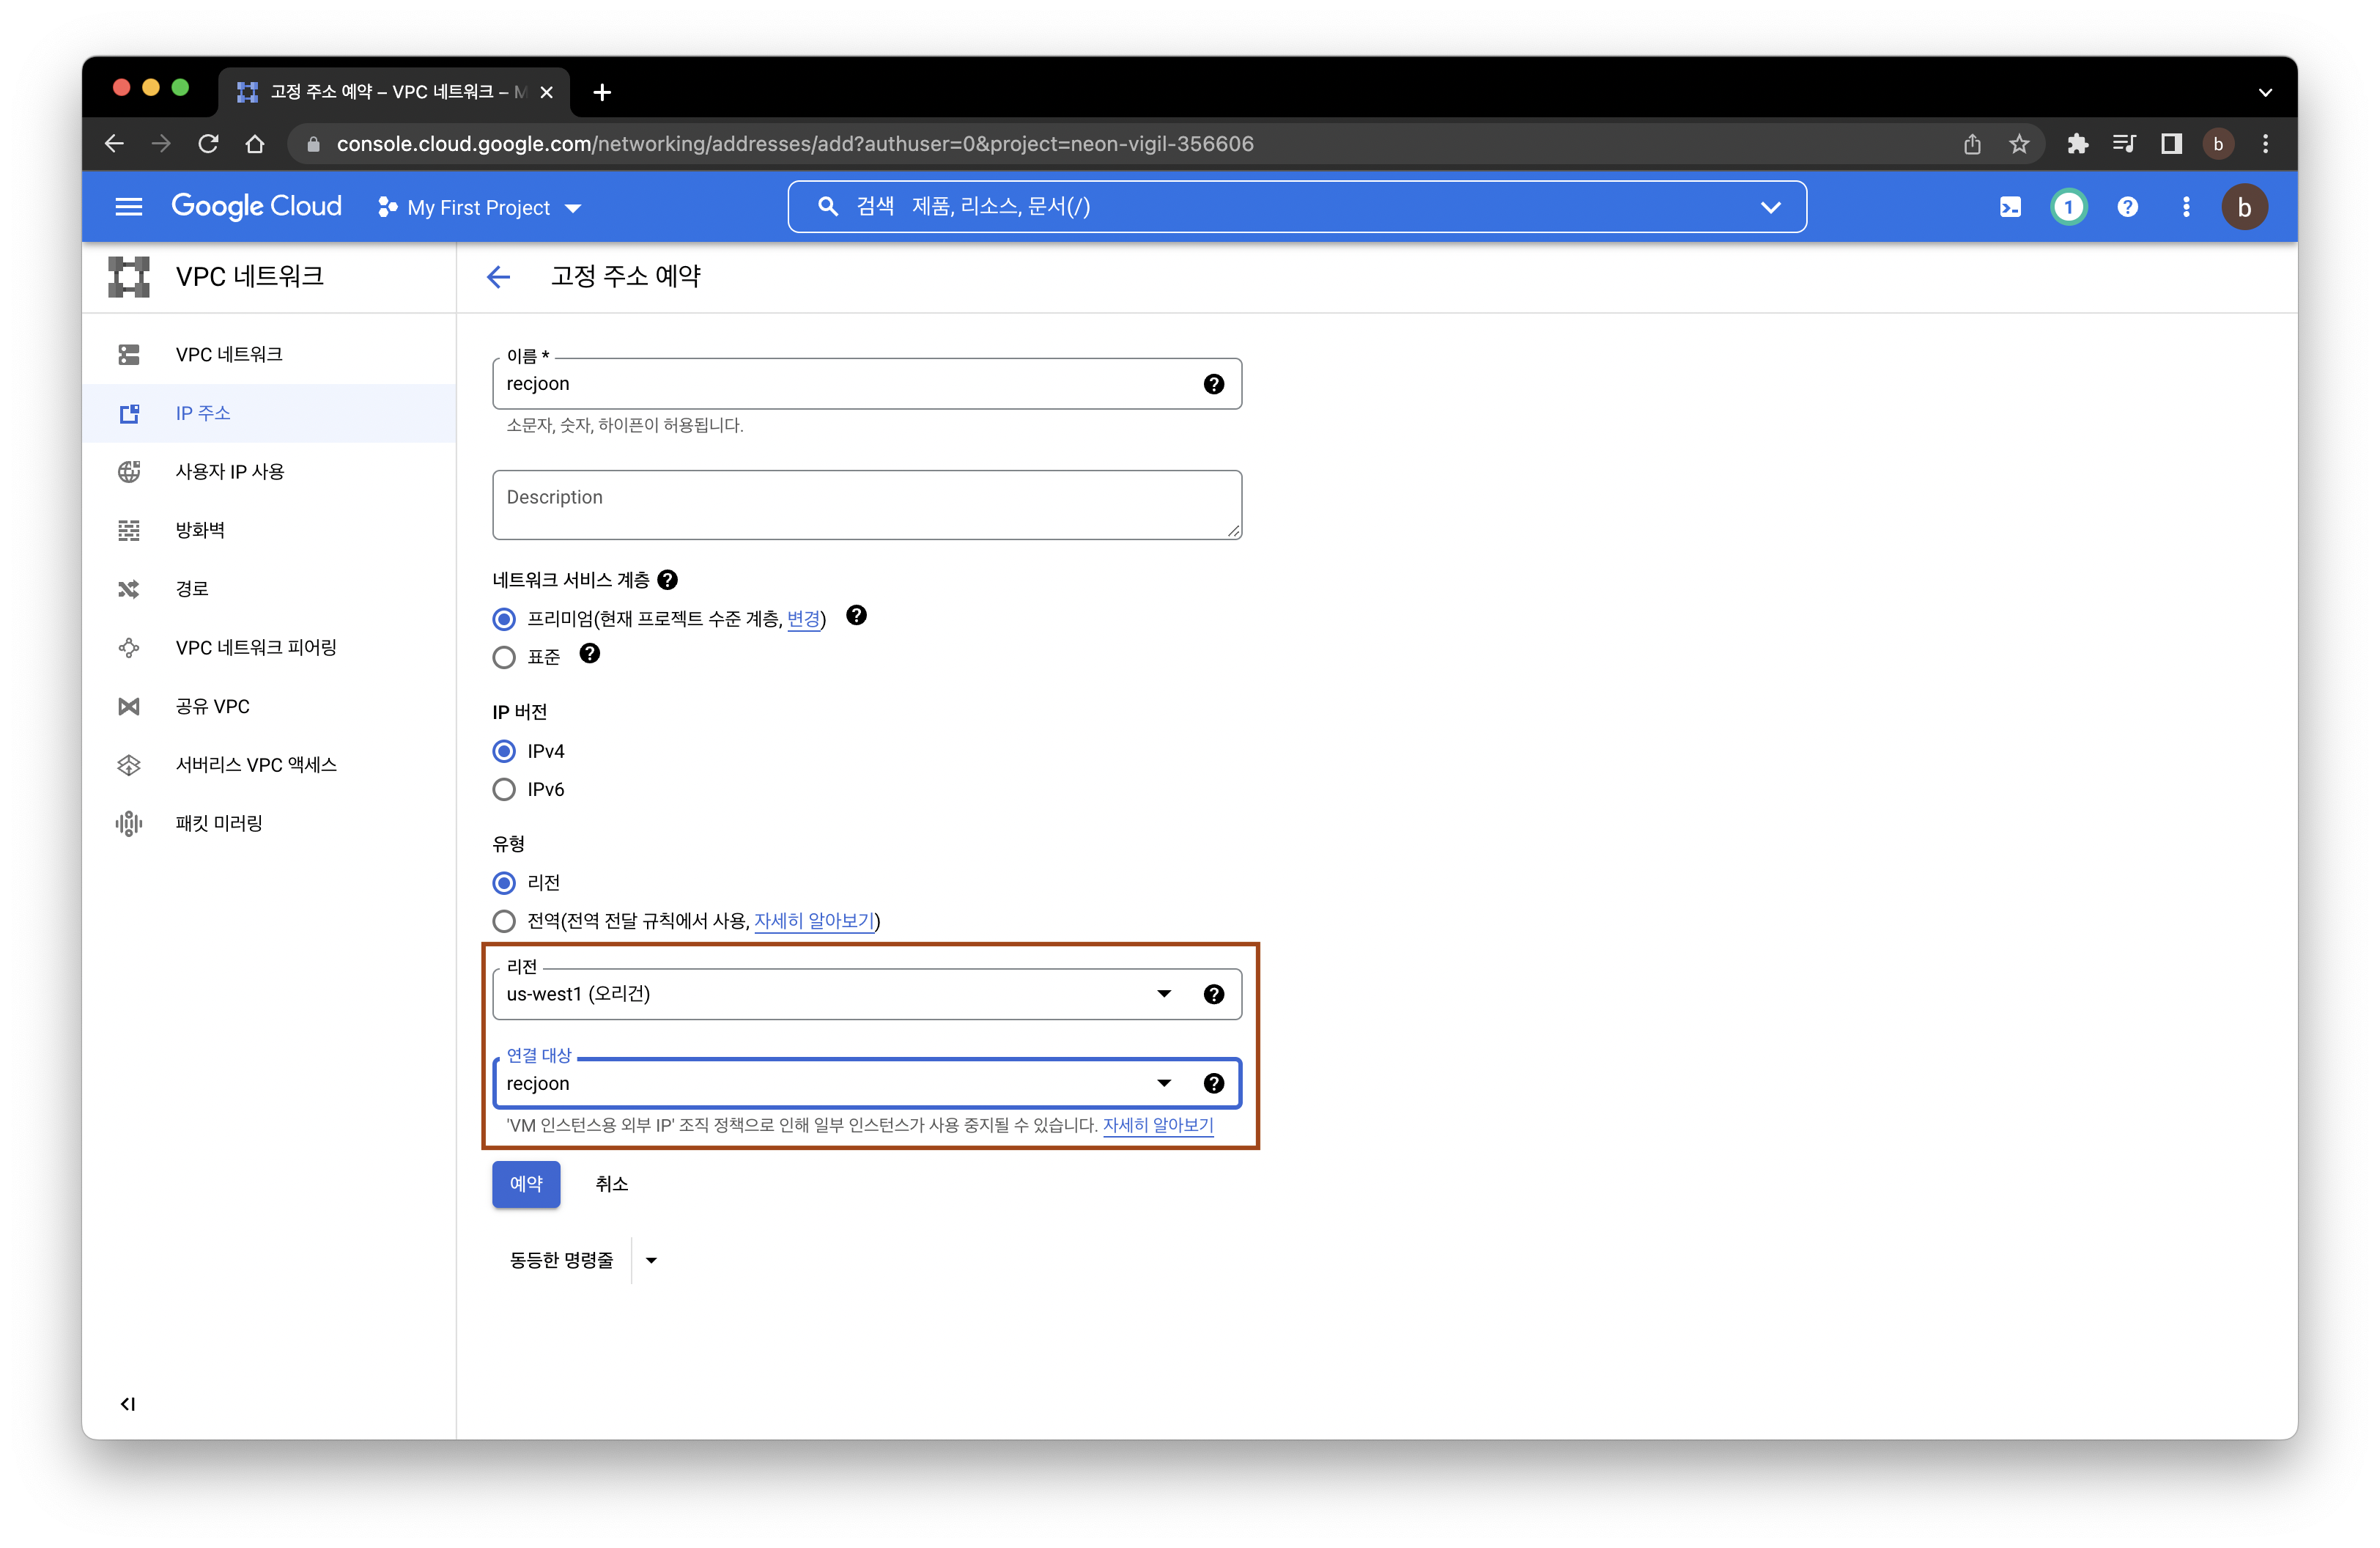 고정 주소 예약 – VPC 네트워크 – M
console.cloud.google.com/networking/addresses/add?authuser=0&project=neon-vigil-356606
b
Google Cloud
My First Project
검색 제품, 리소스, 문서(/)
1
b
VPC 네트워크
고정 주소 예약
VPC 네트워크
IP 주소
사용자 IP 사용
방화벽
경로
VPC 네트워크 피어링
공유 VPC
서버리스 VPC 액세스
패킷 미러링
이름 *
recjoon
소문자, 숫자, 하이픈이 허용됩니다.
Description
네트워크 서비스 계층
프리미엄(현재 프로젝트 수준 계층, 변경)
표준
IP 버전
IPv4
IPv6
유형
리전
전역(전역 전달 규칙에서 사용, 자세히 알아보기)
리전
us-west1 (오리건)
연결 대상
recjoon
'VM 인스턴스용 외부 IP' 조직 정책으로 인해 일부 인스턴스가 사용 중지될 수 있습니다. 자세히 알아보기
예약
취소
동등한 명령줄